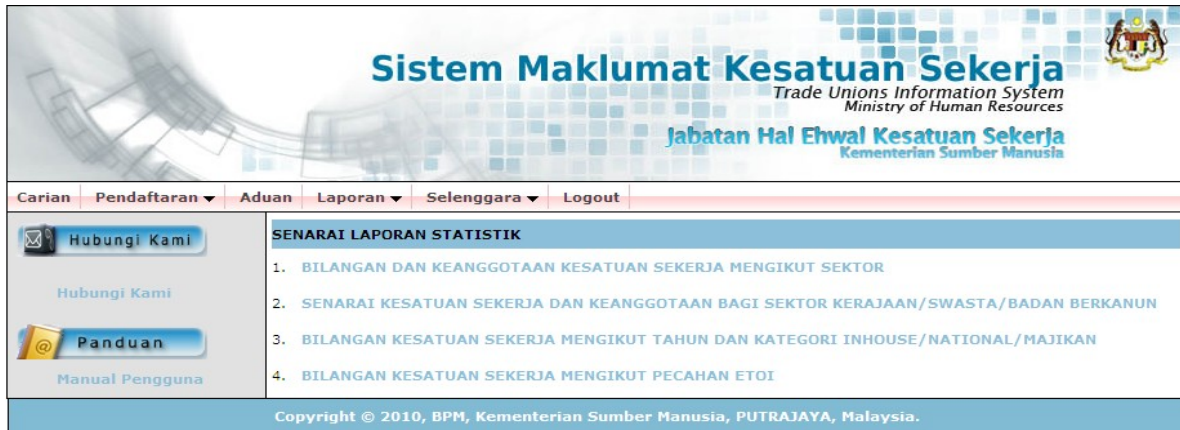 Sistem Maklumat Kesatuan Sekerja
Trade Unions Information System
Ministry of Human Resources
Jabatan Hal Ehwal Kesatuan Sekerja
Kementerian Sumber Manusia
Carian Pendaftaran Aduan Laporan Selenggara Logout
Hubungi Kami
Hubungi Kami
Panduan
Manual Pengguna
SENARAI LAPORAN STATISTIK
1. BILANGAN DAN KEANGGOTAAN KESATUAN SEKERJA MENGIKUT SEKTOR
2. SENARAI KESATUAN SEKERJA DAN KEANGGOTAAN BAGI SEKTOR KERAJAAN/SWASTA/BADAN BERKANUN
3. BILANGAN KESATUAN SEKERJA MENGIKUT TAHUN DAN KATEGORI INHOUSE/NATIONAL/MAJIKAN
4. BILANGAN KESATUAN SEKERJA MENGIKUT PECAHAN ETOI
Copyright © 2010, BPM, Kementerian Sumber Manusia, PUTRAJAYA, Malaysia.